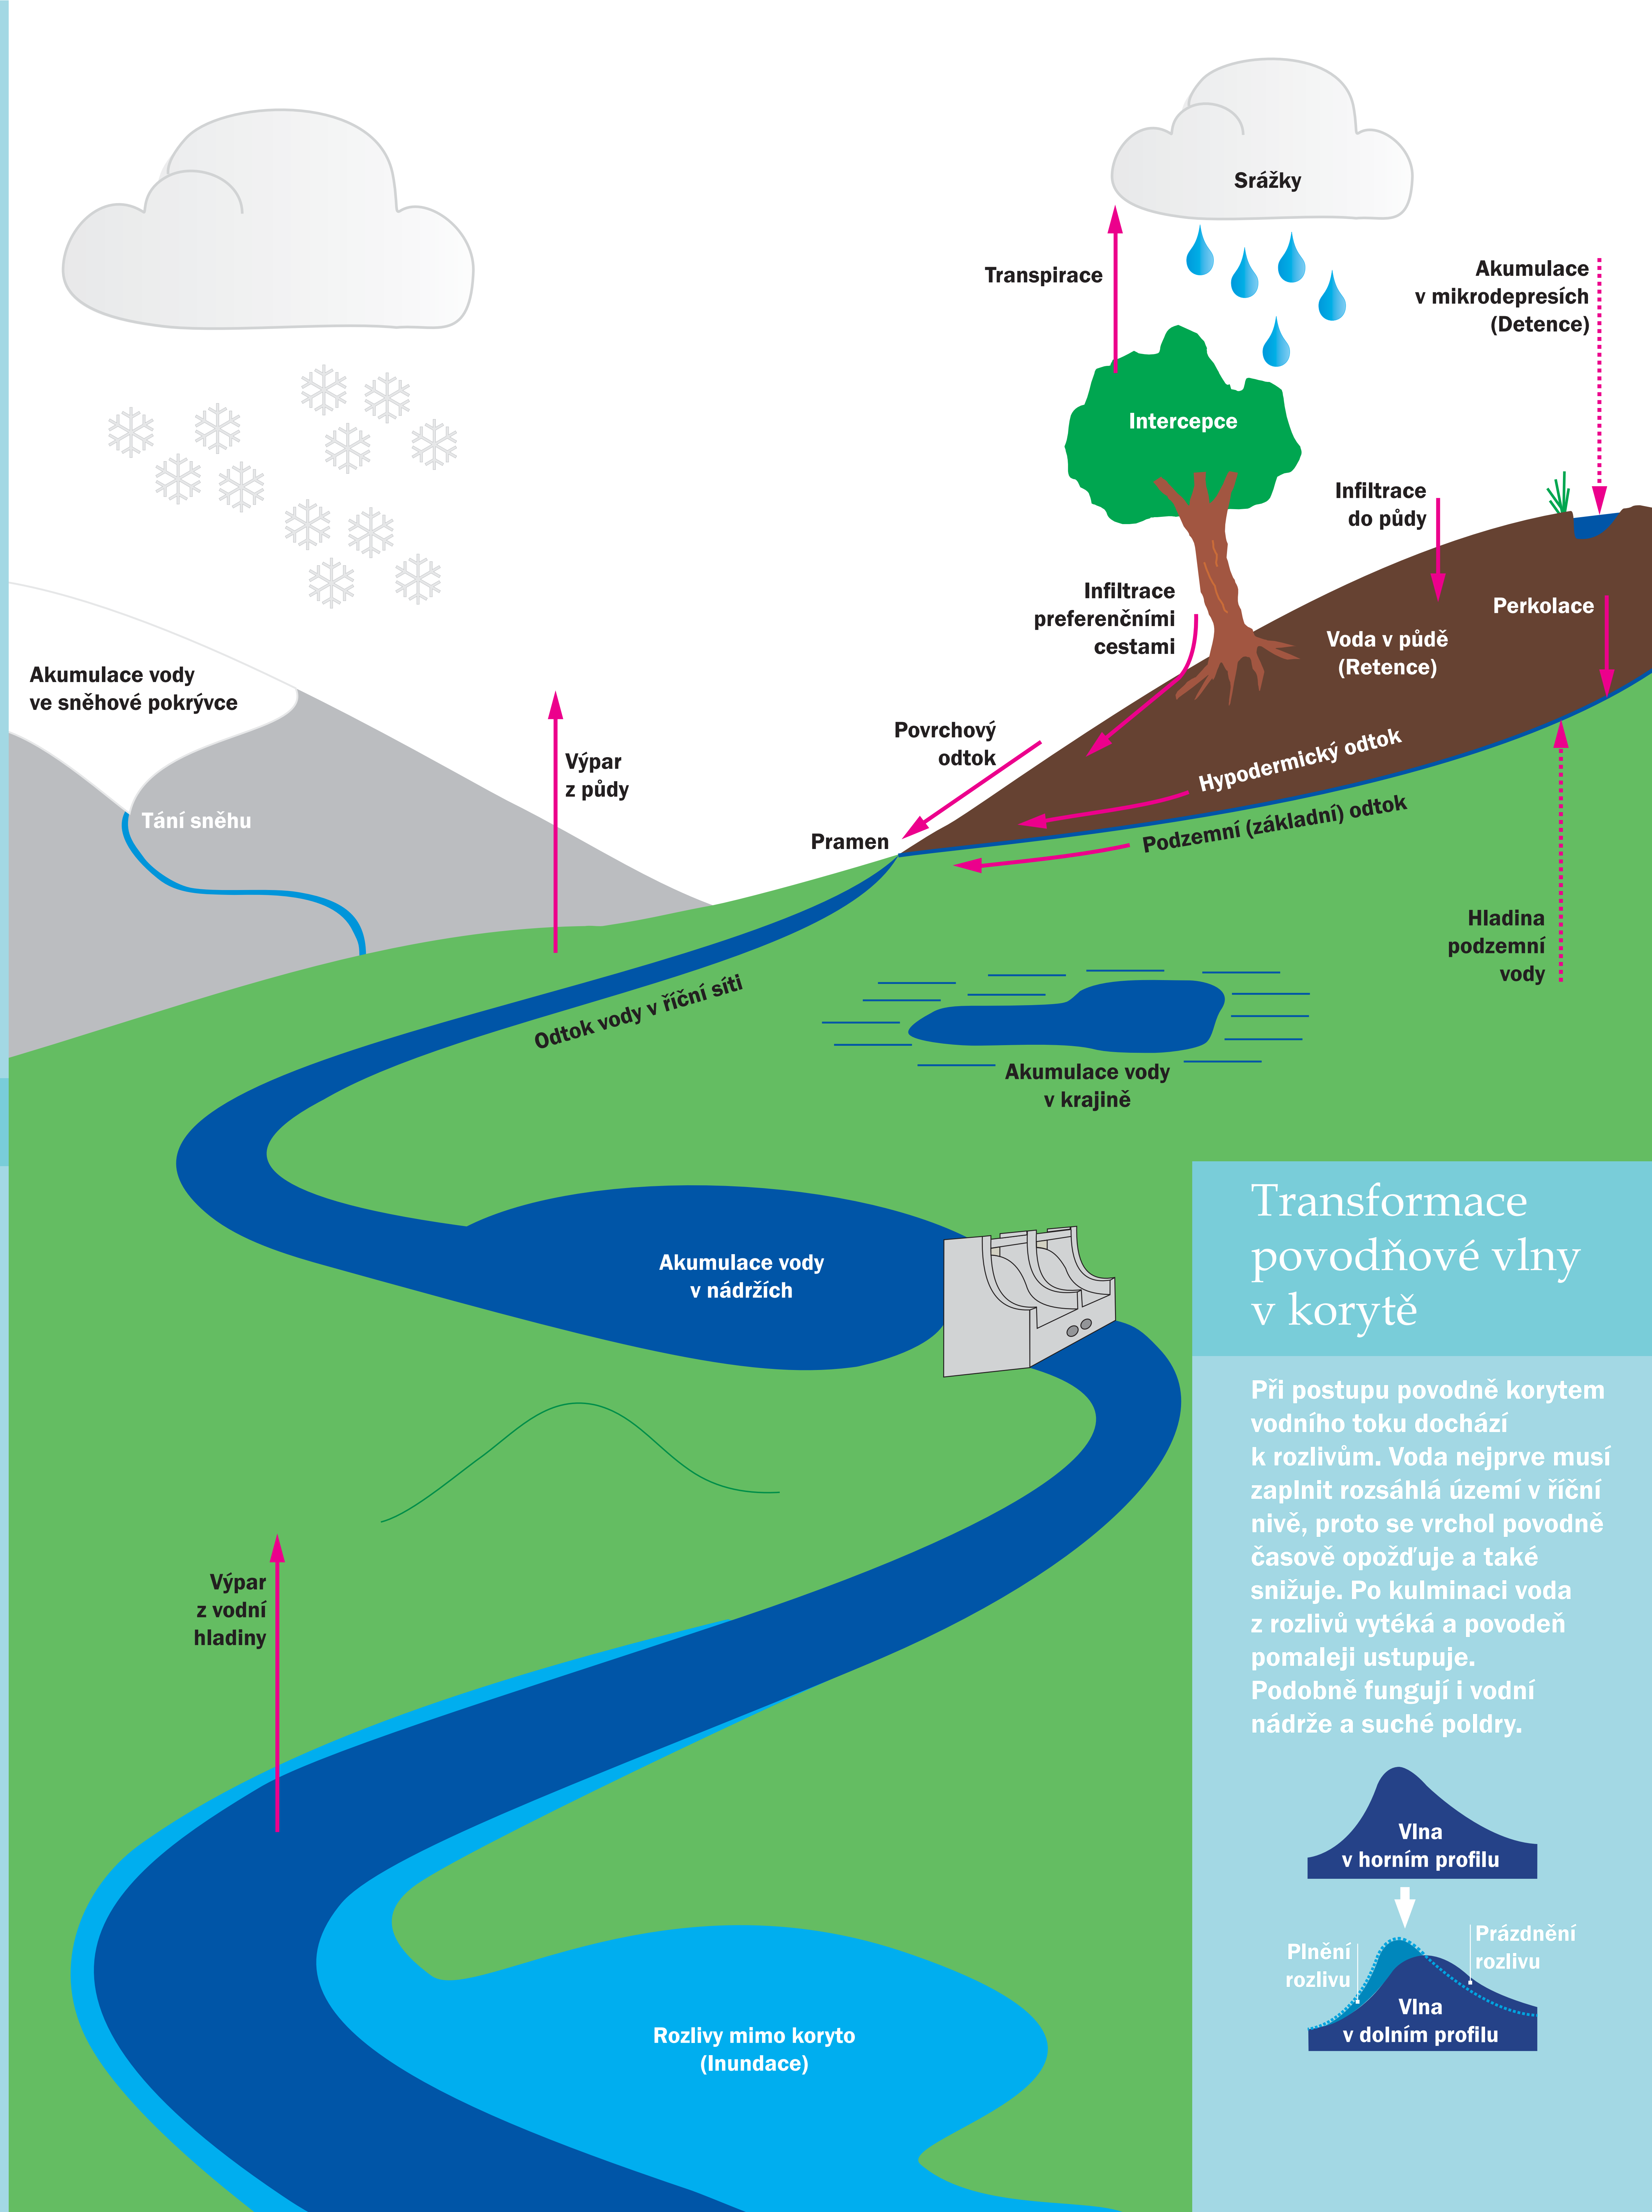 Srážky
Transpirace
Akumulace
v mikrodepresích
(Detence)
Intercepce
Infiltrace
do půdy
Infiltrace
preferenčními
cestami
Perkolace
Voda v půdě
(Retence)
Akumulace vody
ve sněhové pokrývce
Povrchový
odtok
Výpar
z půdy
Hypodermický odtok
Tání sněhu
Podzemní (základní) odtok
Pramen
Hladina
podzemní
vody
Odtok vody v říční síti
Akumulace vody
v krajině
Akumulace vody
v nádržích
Výpar
z vodní
hladiny
Rozlivy mimo koryto
(Inundace)
Transformace
povodňové vlny
v korytě
Při postupu povodně korytem
vodního toku dochází
k rozlivům. Voda nejprve musí
zaplnit rozsáhlá území v říční
nivě, proto se vrchol povodně
časově opožďuje a také
snižuje. Po kulminaci voda
z rozlivů vytéká a povodeň
pomaleji ustupuje.
Podobně fungují i vodní
nádrže a suché poldry.
Vlna
v horním profilu
Plnění
rozlivu
Prázdnění
rozlivu
Vlna
v dolním profilu